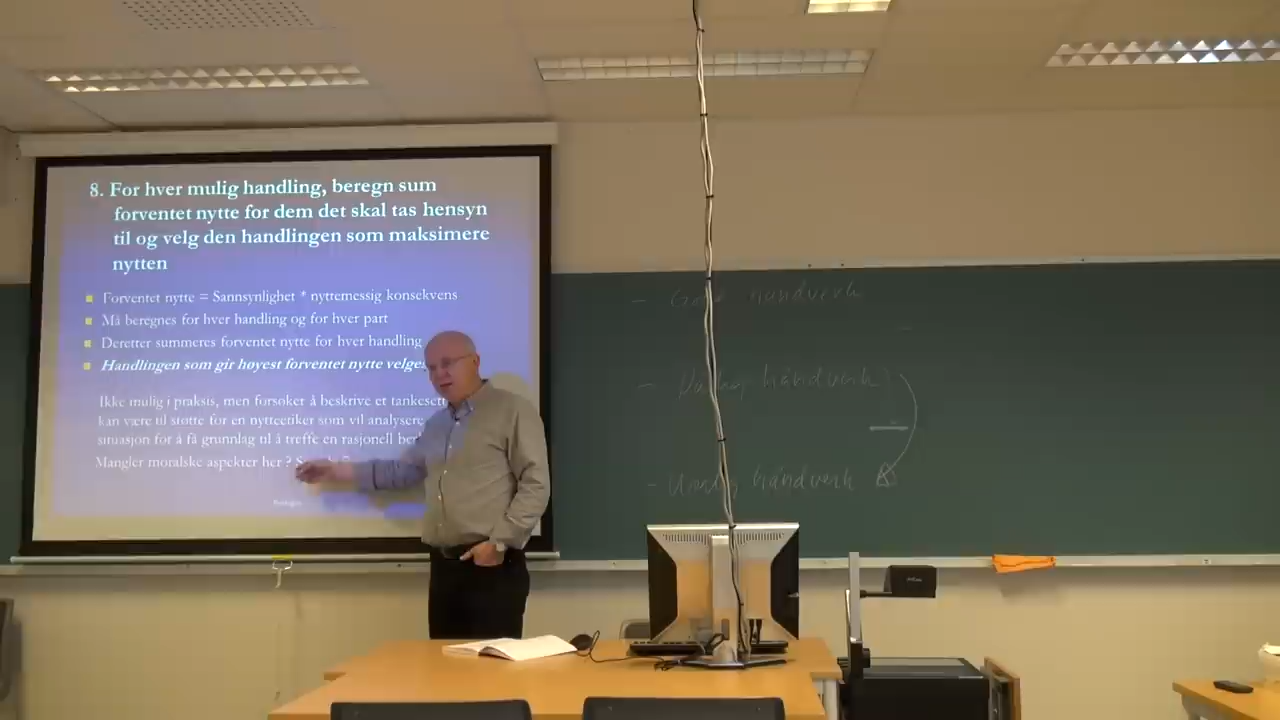 8. For hver mulig handling, beregn sum
forventet nytte for dem det skal tas hensyn
til og velg den handlingen som maksimere
nytten
Forventet nytte = Sannsynlighet * nyttemessig konsekvens
Må beregnes for hver handling og for hver part
Deretter summeres forventet nytte for hver handling
Handlingen som gir høyest forventet nytte velges
Ikke mulig i praksis, men forsøker å beskrive et tankesett
kan være til støtte for en nytteetiker som vil analysere
situasjon for å få grunnlag til å treffe en rasjonell
Mangler moralske aspekter her ?
- Godt håndverk
- Dårlig håndverk
- håndverk